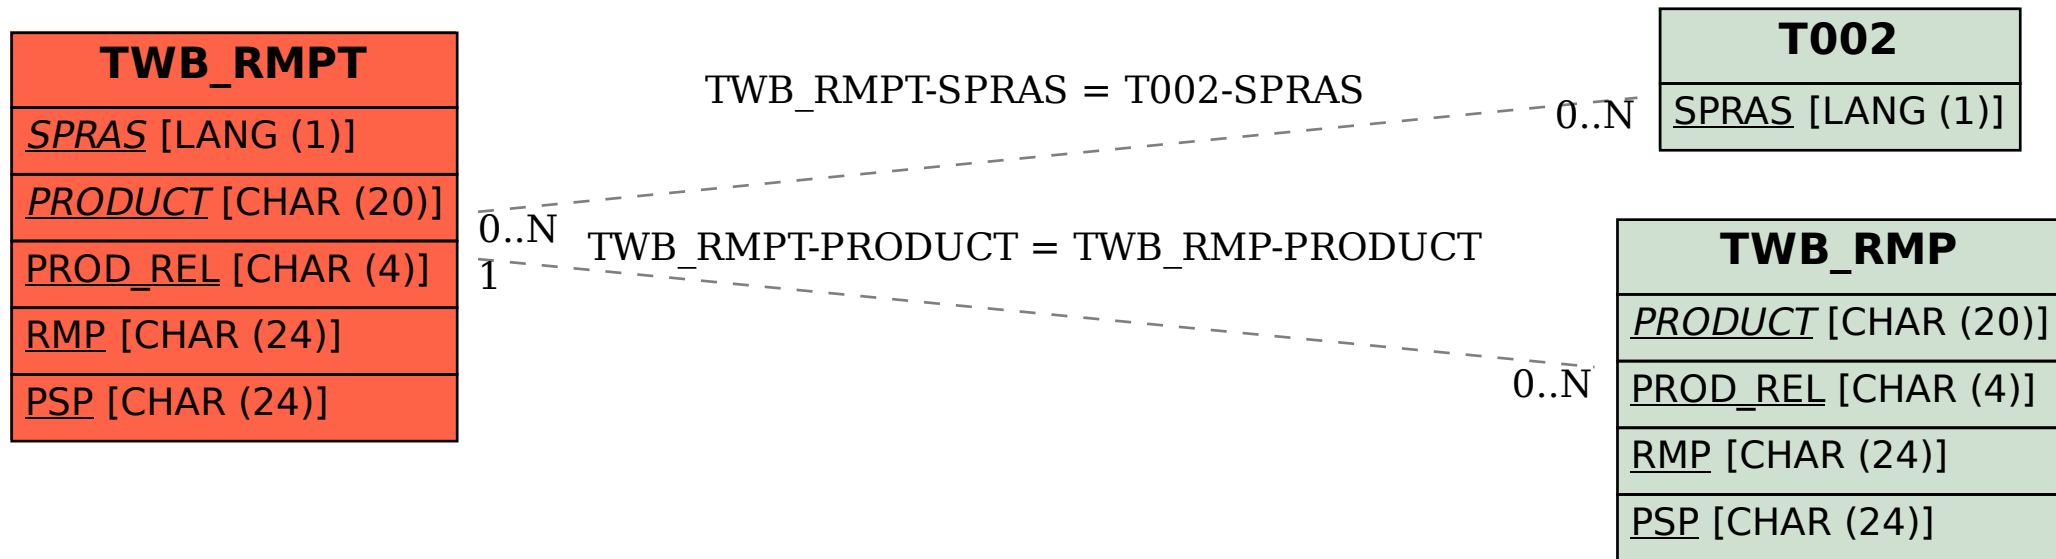 TWB_RMPT
SPRAS [LANG (1)]
PRODUCT [CHAR (20)]
PROD_REL [CHAR (4)]
RMP [CHAR (24)]
PSP [CHAR (24)]
TWB_RMPT-SPRAS = T002-SPRAS
0..N
0..N
TWB_RMPT-PRODUCT = TWB_RMP-PRODUCT
1
0..N
T002
SPRAS [LANG (1)]
TWB_RMP
PRODUCT [CHAR (20)]
PROD_REL [CHAR (4)]
RMP [CHAR (24)]
PSP [CHAR (24)]